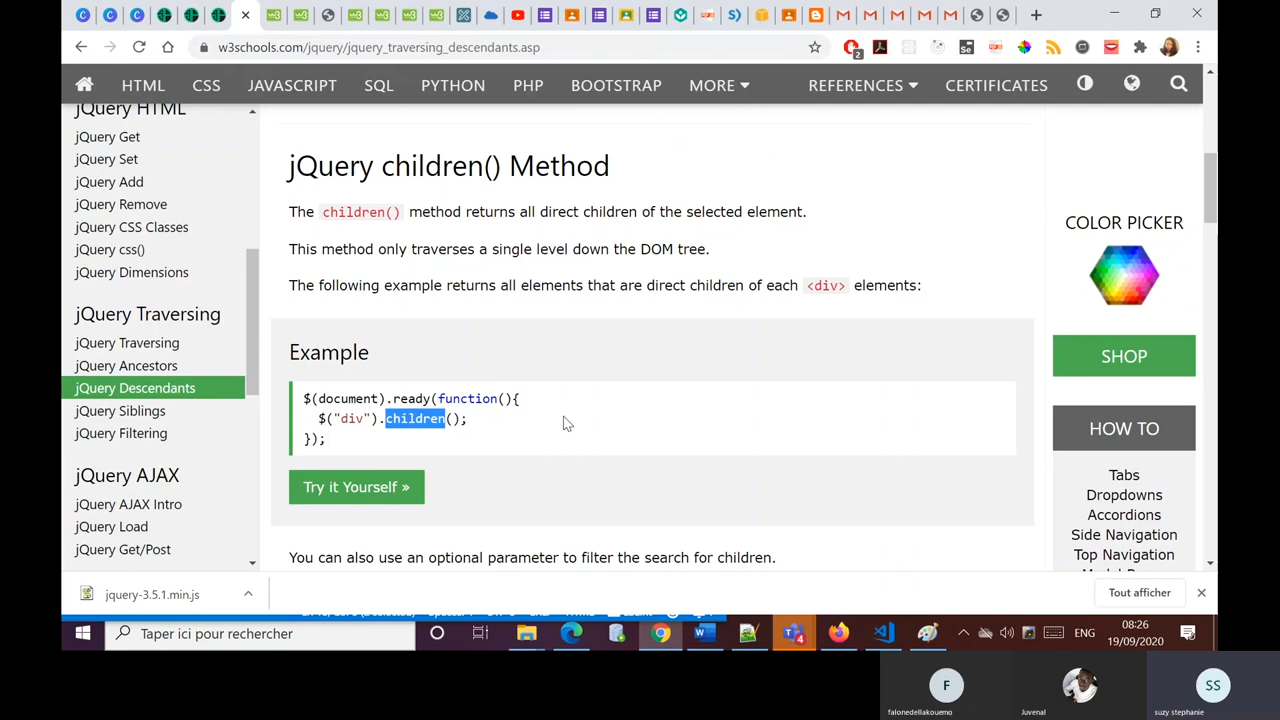 w3schools.com/jquery/jquery_traversing_descendants.asp
2
HTML CSS JAVASCRIPT SQL PYTHON PHP BOOTSTRAP MORE REFERENCES CERTIFICATES
jQuery HTML
jQuery Get
jQuery Set
jQuery Add
jQuery Remove
jQuery CSS Classes
jQuery css()
jQuery Dimensions
jQuery Traversing
jQuery Traversing
jQuery Ancestors
jQuery Descendants
jQuery Siblings
jQuery Filtering
jQuery AJAX
jQuery AJAX Intro
jQuery Load
jQuery Get/Post
jQuery children() Method
The children() method returns all direct children of the selected element.
This method only traverses a single level down the DOM tree.
The following example returns all elements that are direct children of each <div> elements:
Example
$(document).ready(function(){
$("div").children();
});
Try it Yourself »
You can also use an optional parameter to filter the search for children.
COLOR PICKER
SHOP
HOW TO
Tabs
Dropdowns
Accordions
Side Navigation
Top Navigation
jquery-3.5.1.min.js
Tout afficher
Taper ici pour rechercher
4
ENG
08:26
19/09/2020
F
falonedellakouemo
Juvenal
SS
suzy stephanie